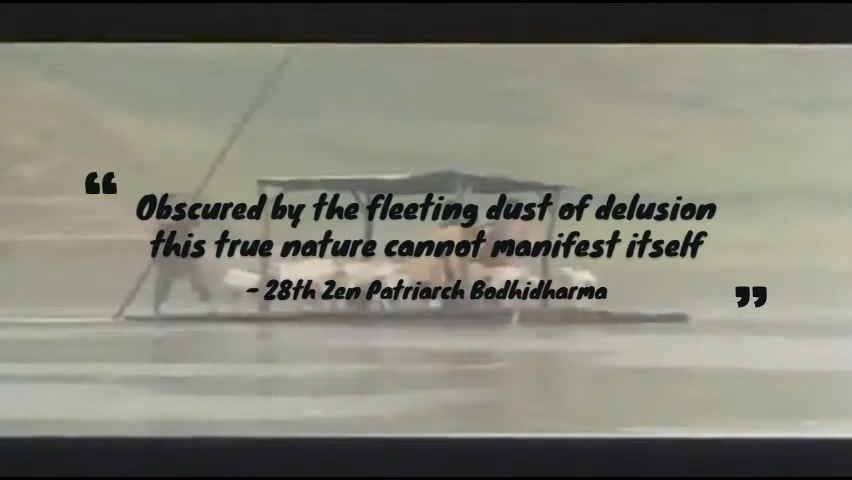 “
Obscured by the fleeting dust of delusion
this true nature cannot manifest itself
- 28th Zen Patriarch Bodhidharma
”